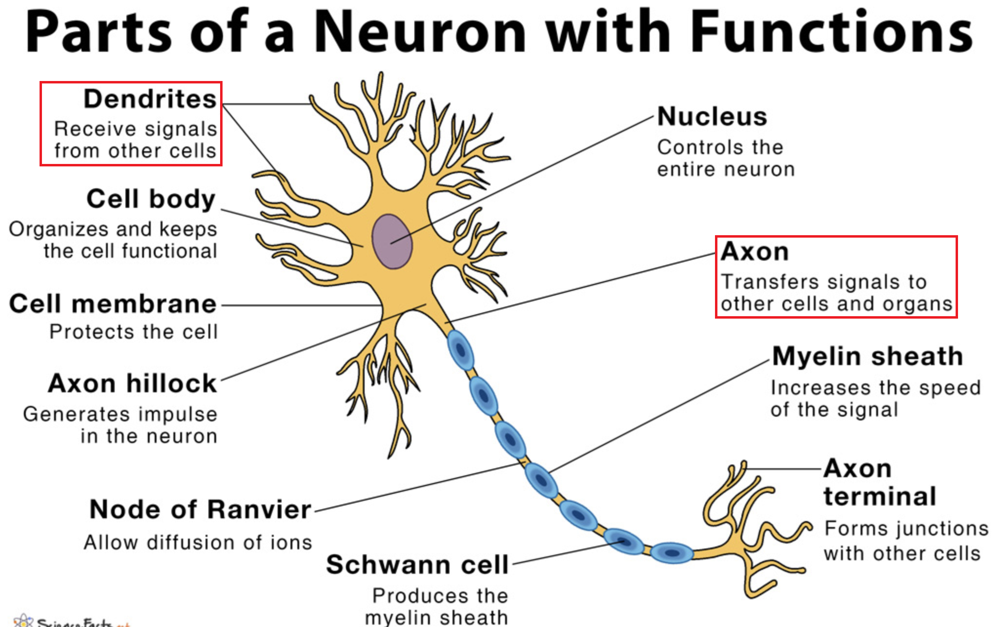 Parts of a Neuron with Functions
Dendrites
Receive signals
from other cells
Cell body
Organizes and keeps
the cell functional
Cell membrane
Protects the cell
Axon hillock
Generates impulse
in the neuron
Node of Ranvier
Allow diffusion of ions
Schwann cell
Produces the
myelin sheath
Nucleus
Controls the
entire neuron
Axon
Transfers signals to
other cells and organs
Myelin sheath
Increases the speed
of the signal
Axon
terminal
Forms junctions
with other cells